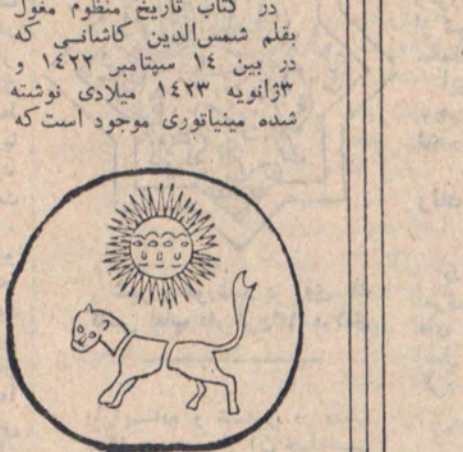 در کتاب تاریخ منظوم مغول
بقلم شمس‌الدین کاشانی که
در بین ۱٤ سپتامبر ۱٤۲۲ و
۳ژانویه ۱٤۲۳ میلادی نوشته
شده مینیاتوری موجود است که